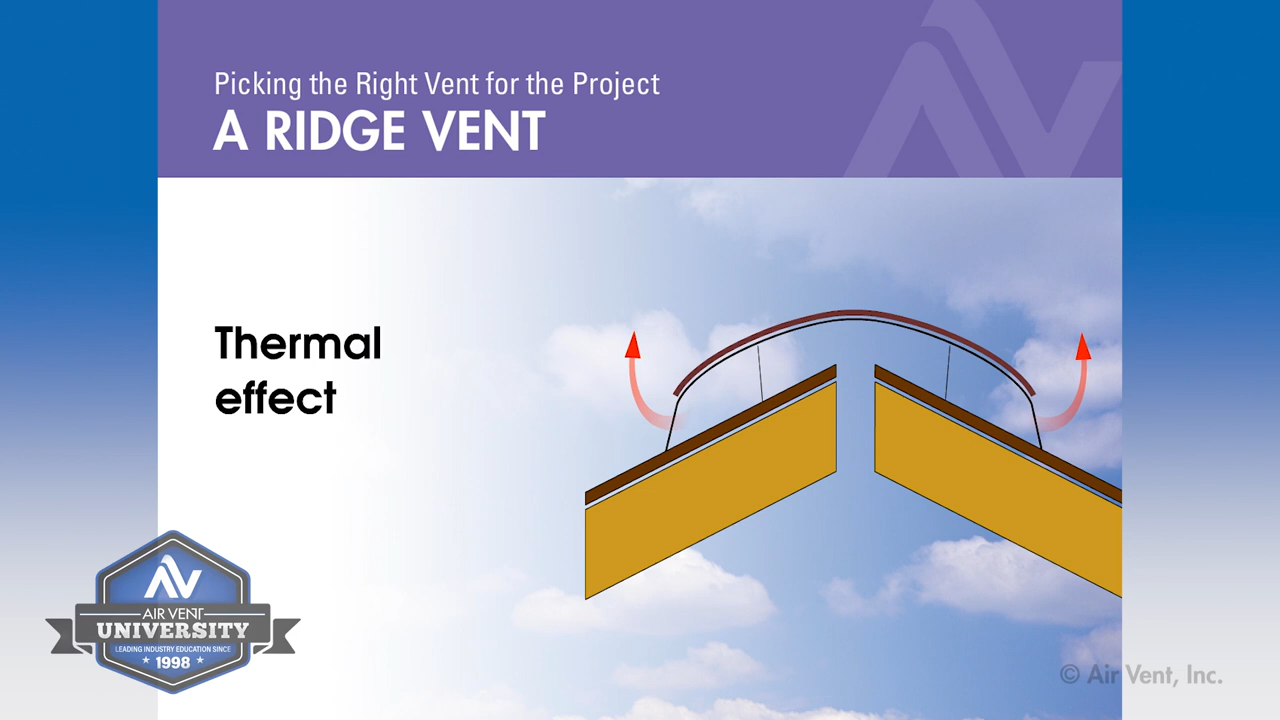 Picking the Right Vent for the Project
A RIDGE VENT
Thermal
effect
AIR VENT
UNIVERSITY
LEADING INDUSTRY EDUCATION SINCE
1998
© Air Vent, Inc.